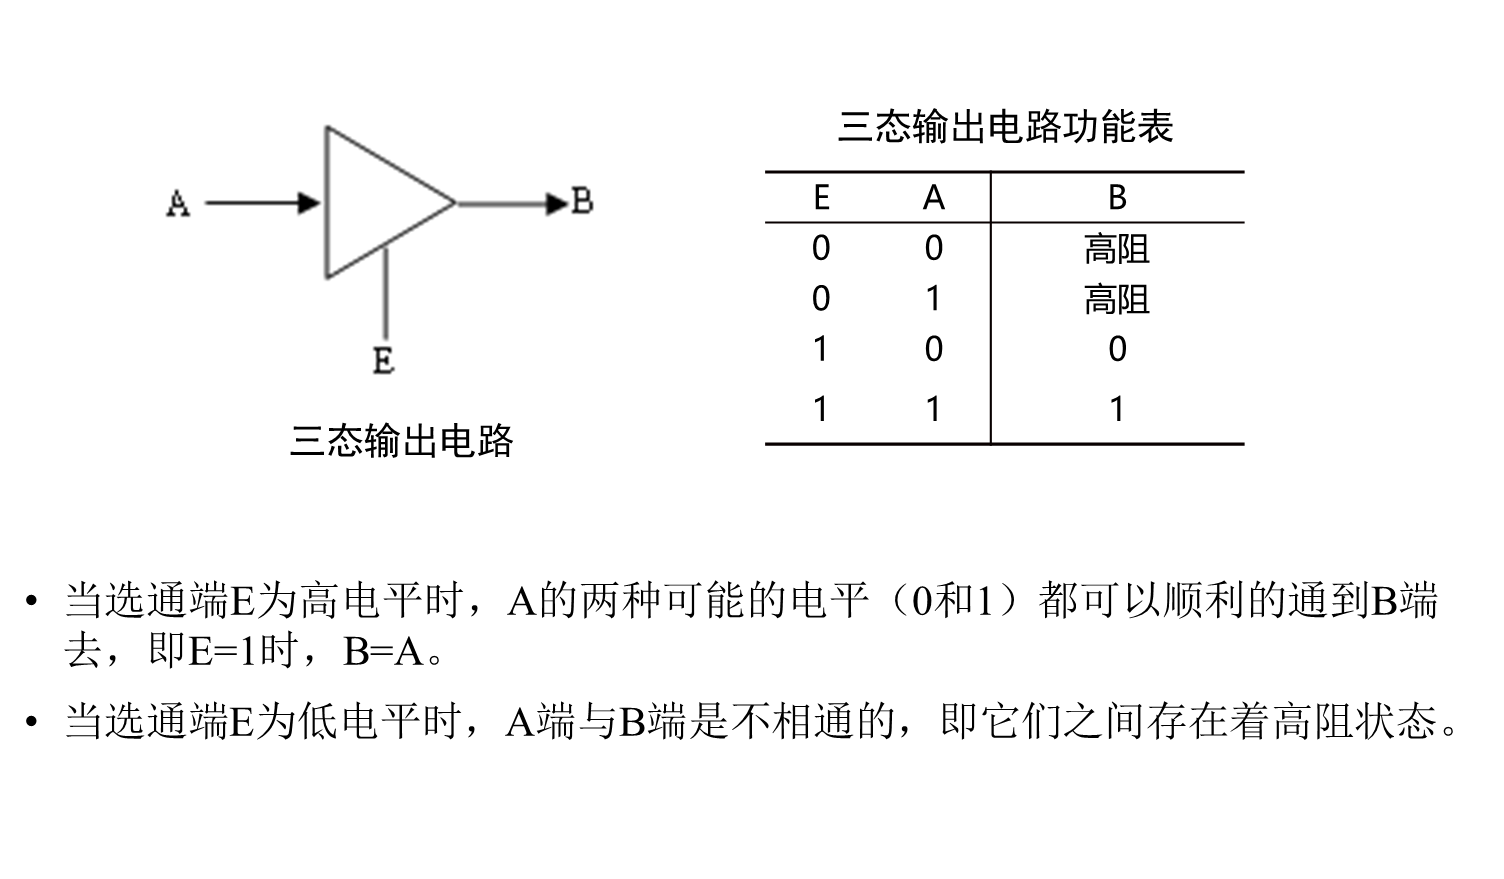 A
B
E
三态输出电路
三态输出电路功能表
E A B
0 0 高阻
0 1 高阻
1 0 0
1 1 1
• 当选通端E为高电平时，A的两种可能的电平（0和1）都可以顺利的通到B端
去，即E=1时，B=A。
• 当选通端E为低电平时，A端与B端是不相通的，即它们之间存在着高阻状态。